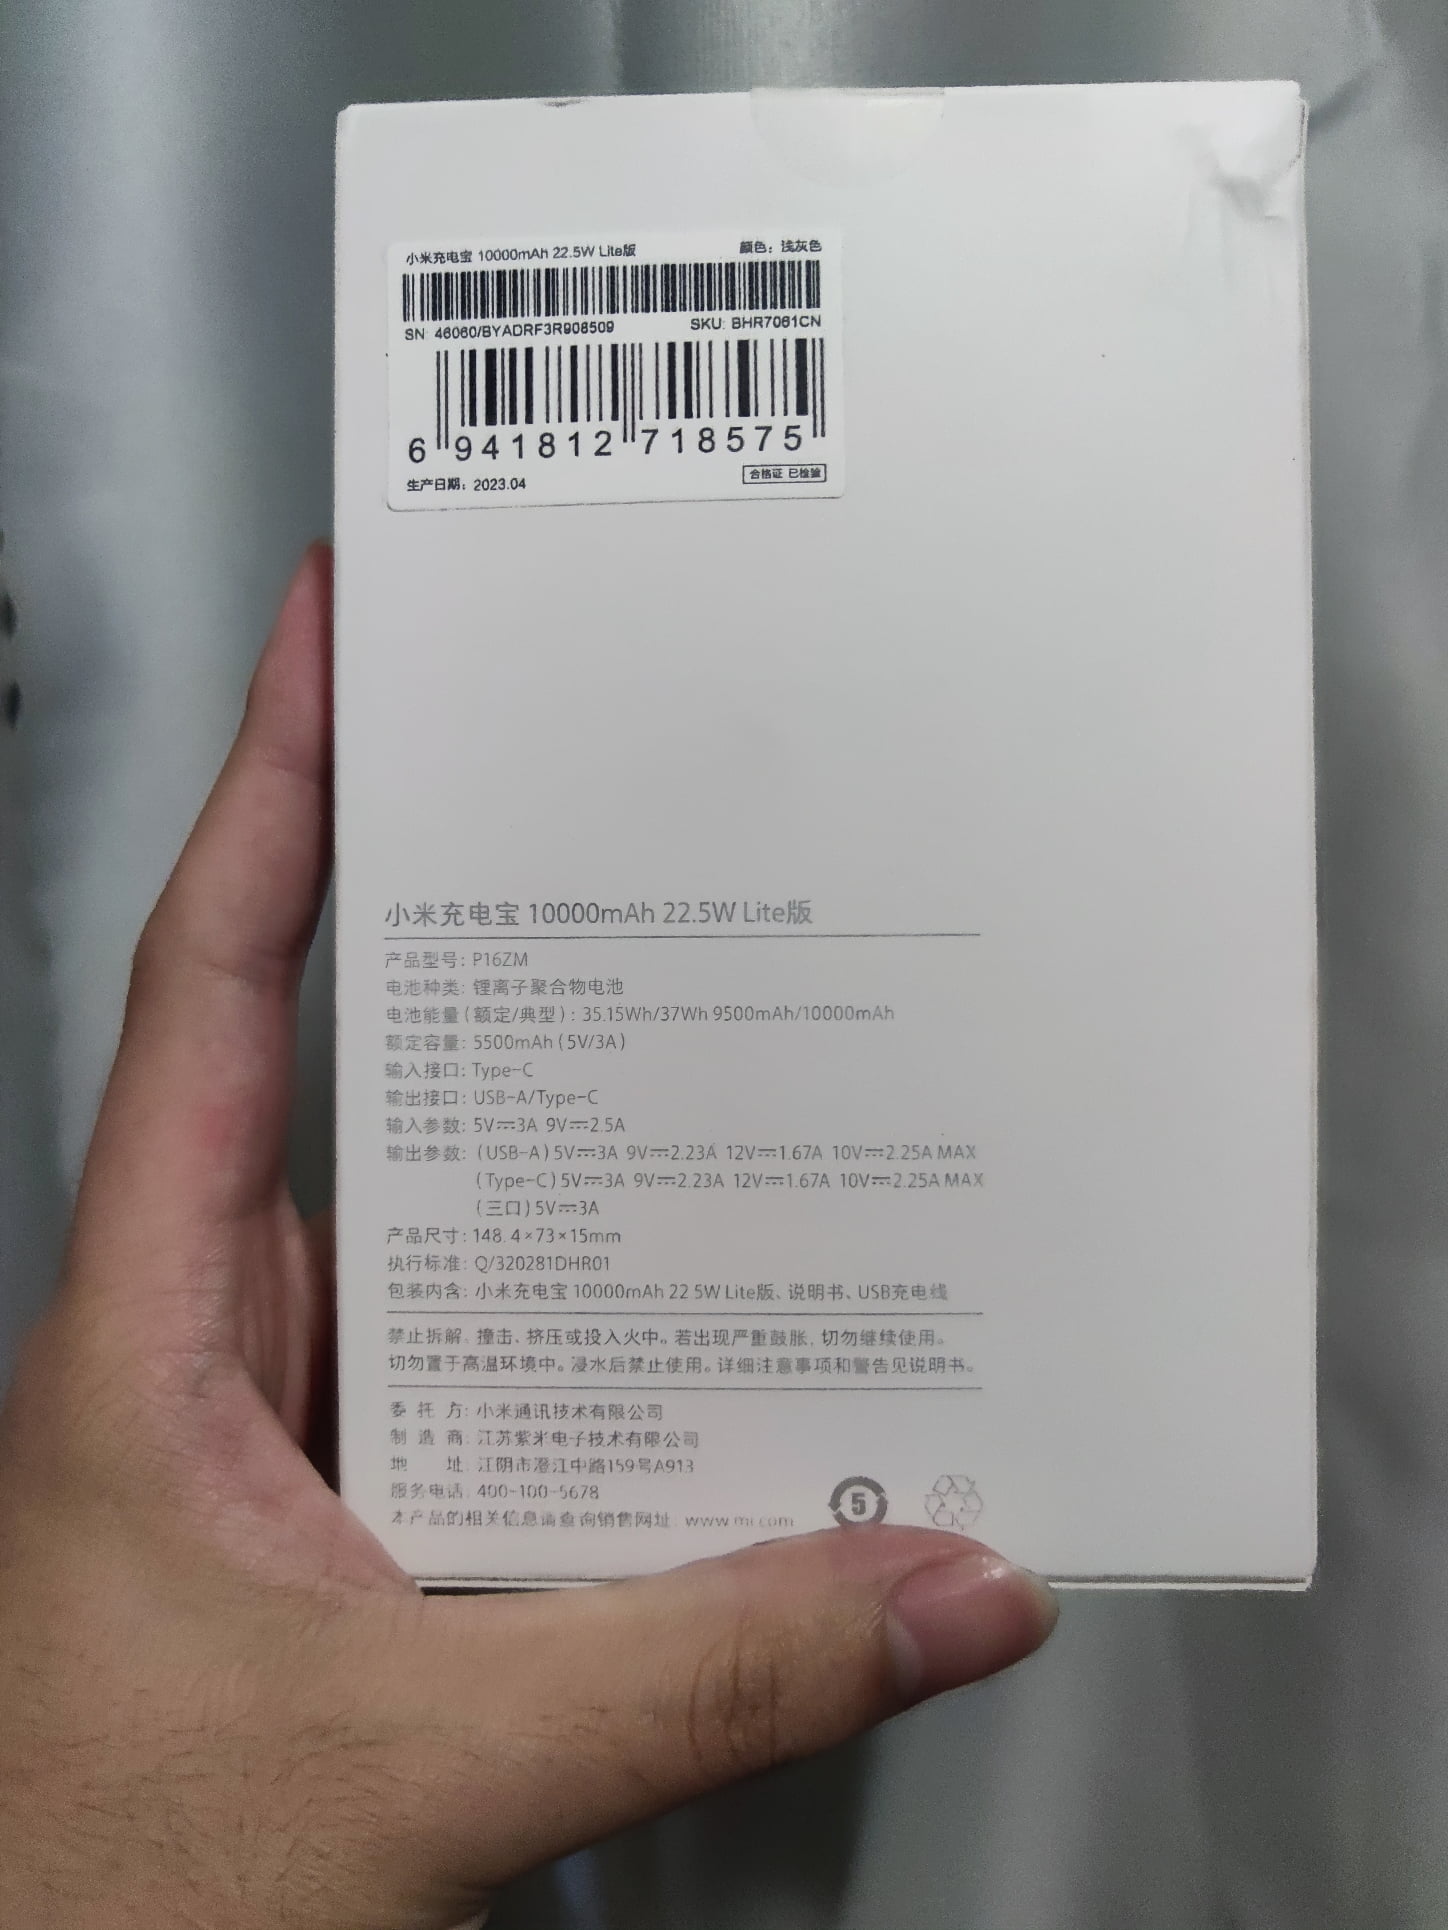 小米充电宝 10000mAh 22.5W Lite版 颜色：浅灰色
SN: 46060/BYADRF3R908509 SKU: BHR7061CN
6 941812 718575
生产日期：2023.04 合格证 已检验
小米充电宝 10000mAh 22.5W Lite版
产品型号：P16ZM
电池种类：锂离子聚合物电池
电池能量(额定/典型)：35.15Wh/37Wh 9500mAh/10000mAh
额定容量：5500mAh (5V/3A)
输入接口：Type-C
输出接口：USB-A/Type-C
输入参数：5V⎓3A 9V⎓2.5A
输出参数：(USB-A) 5V⎓3A 9V⎓2.23A 12V⎓1.67A 10V⎓2.25A MAX
(Type-C) 5V⎓3A 9V⎓2.23A 12V⎓1.67A 10V⎓2.25A MAX
(三口) 5V⎓3A
产品尺寸：148.4×73×15mm
执行标准：Q/320281DHR01
包装内含：小米充电宝 10000mAh 22.5W Lite版、说明书、USB充电线
禁止拆解、撞击、挤压或投入火中。若出现严重鼓胀，切勿继续使用。
切勿置于高温环境中。浸水后禁止使用。详细注意事项和警告见说明书。
委托方：小米通讯技术有限公司
制造商：江苏紫米电子技术有限公司
地址：江阴市澄江中路159号A913
服务电话：400-100-5678
本产品的相关信息请查询销售网址：www.mi.com
5